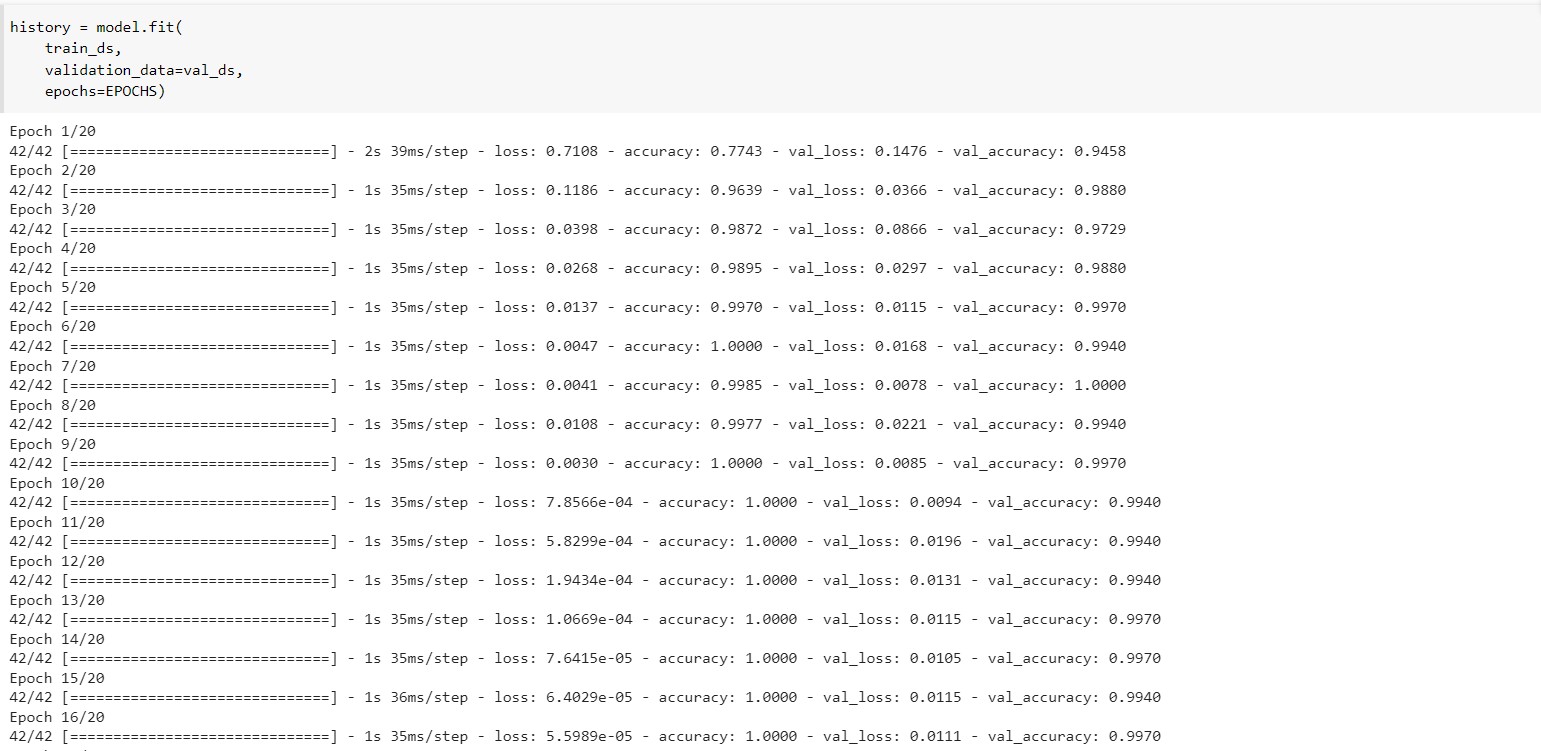 history = model.fit(
    train_ds,
    validation_data=val_ds,
    epochs=EPOCHS)
Epoch 1/20
42/42 [==============================] - 2s 39ms/step - loss: 0.7108 - accuracy: 0.7743 - val_loss: 0.1476 - val_accuracy: 0.9458
Epoch 2/20
42/42 [==============================] - 1s 35ms/step - loss: 0.1186 - accuracy: 0.9639 - val_loss: 0.0366 - val_accuracy: 0.9880
Epoch 3/20
42/42 [==============================] - 1s 35ms/step - loss: 0.0398 - accuracy: 0.9872 - val_loss: 0.0866 - val_accuracy: 0.9729
Epoch 4/20
42/42 [==============================] - 1s 35ms/step - loss: 0.0268 - accuracy: 0.9895 - val_loss: 0.0297 - val_accuracy: 0.9880
Epoch 5/20
42/42 [==============================] - 1s 35ms/step - loss: 0.0137 - accuracy: 0.9970 - val_loss: 0.0115 - val_accuracy: 0.9970
Epoch 6/20
42/42 [==============================] - 1s 35ms/step - loss: 0.0047 - accuracy: 1.0000 - val_loss: 0.0168 - val_accuracy: 0.9940
Epoch 7/20
42/42 [==============================] - 1s 35ms/step - loss: 0.0041 - accuracy: 0.9985 - val_loss: 0.0078 - val_accuracy: 1.0000
Epoch 8/20
42/42 [==============================] - 1s 35ms/step - loss: 0.0108 - accuracy: 0.9977 - val_loss: 0.0221 - val_accuracy: 0.9940
Epoch 9/20
42/42 [==============================] - 1s 35ms/step - loss: 0.0030 - accuracy: 1.0000 - val_loss: 0.0085 - val_accuracy: 0.9970
Epoch 10/20
42/42 [==============================] - 1s 35ms/step - loss: 7.8566e-04 - accuracy: 1.0000 - val_loss: 0.0094 - val_accuracy: 0.9940
Epoch 11/20
42/42 [==============================] - 1s 35ms/step - loss: 5.8299e-04 - accuracy: 1.0000 - val_loss: 0.0196 - val_accuracy: 0.9940
Epoch 12/20
42/42 [==============================] - 1s 35ms/step - loss: 1.9434e-04 - accuracy: 1.0000 - val_loss: 0.0131 - val_accuracy: 0.9940
Epoch 13/20
42/42 [==============================] - 1s 35ms/step - loss: 1.0669e-04 - accuracy: 1.0000 - val_loss: 0.0115 - val_accuracy: 0.9970
Epoch 14/20
42/42 [==============================] - 1s 35ms/step - loss: 7.6415e-05 - accuracy: 1.0000 - val_loss: 0.0105 - val_accuracy: 0.9970
Epoch 15/20
42/42 [==============================] - 1s 36ms/step - loss: 6.4029e-05 - accuracy: 1.0000 - val_loss: 0.0115 - val_accuracy: 0.9940
Epoch 16/20
42/42 [==============================] - 1s 35ms/step - loss: 5.5989e-05 - accuracy: 1.0000 - val_loss: 0.0111 - val_accuracy: 0.9970